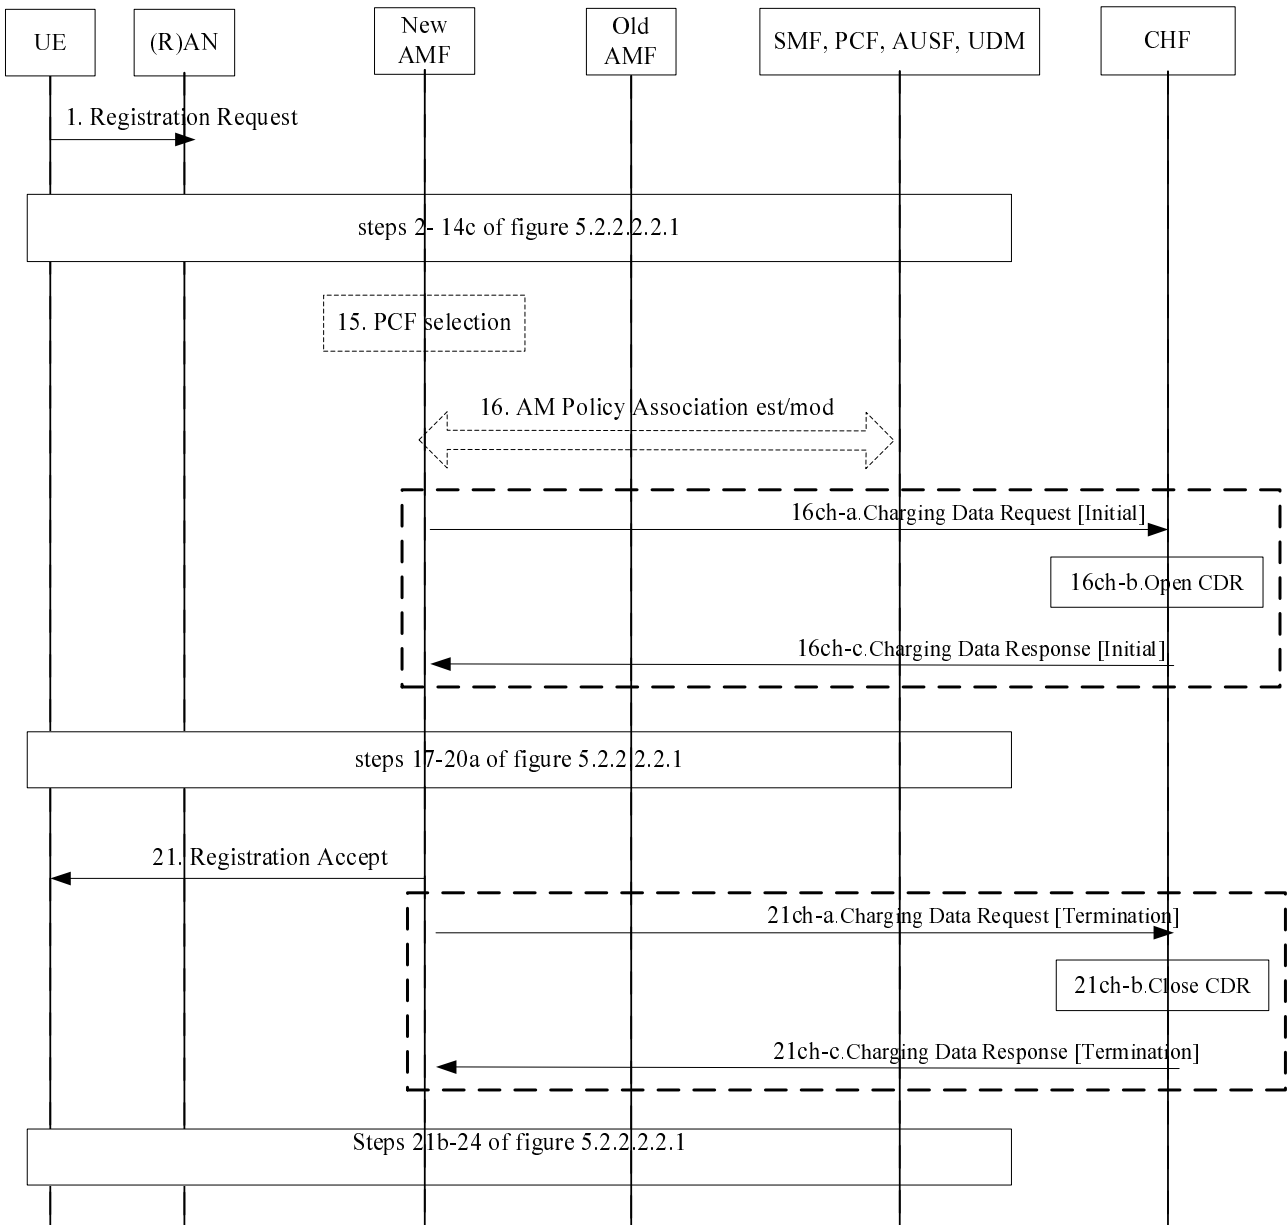 UE
(R)AN
New
AMF
Old
AMF
SMF, PCF, AUSF, UDM
CHF
1. Registration Request
steps 2- 14c of figure 5.2.2.2.2.1
15. PCF selection
16. AM Policy Association est/mod
16ch-a.Charging Data Request [Initial]
16ch-b.Open CDR
16ch-c.Charging Data Response [Initial]
steps 17-20a of figure 5.2.2.2.2.1
21. Registration Accept
21ch-a.Charging Data Request [Termination]
21ch-b.Close CDR
21ch-c.Charging Data Response [Termination]
Steps 21b-24 of figure 5.2.2.2.2.1